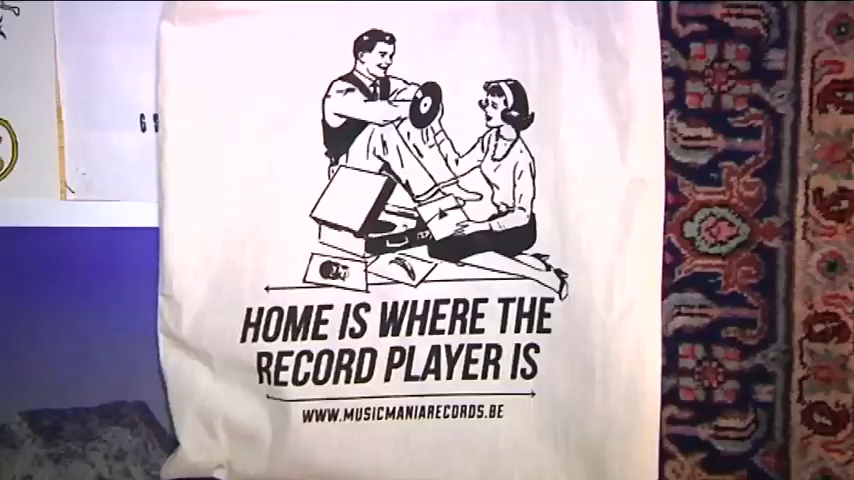 HOME IS WHERE THE
RECORD PLAYER IS
WWW.MUSICMANIARECORDS.BE